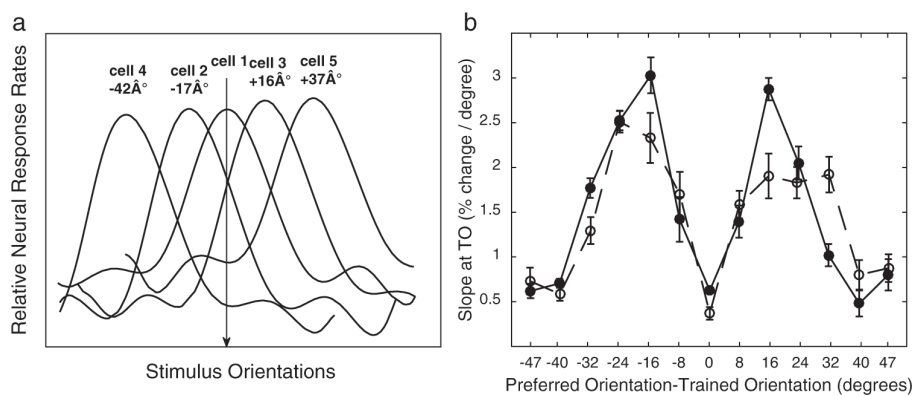 a
Relative Neural Response Rates
cell 4
-42Â°
cell 2
-17Â°
cell 1
cell 3
+16Â°
cell 5
+37Â°
Stimulus Orientations
b
Slope at TO (% change / degree)
3
2.5
2
1.5
1
0.5
-47 -40 -32 -24 -16 -8 0 8 16 24 32 40 47
Preferred Orientation-Trained Orientation (degrees)